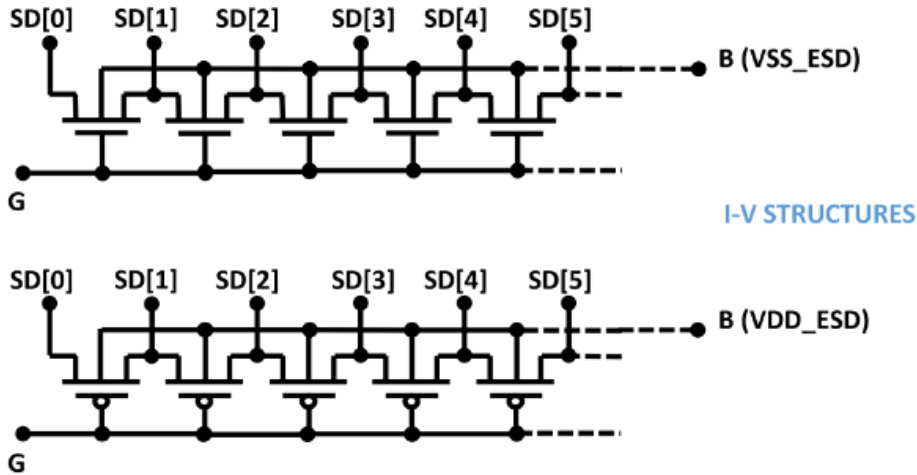 SD[0] SD[1] SD[2] SD[3] SD[4] SD[5]
B (VSS_ESD)
G
I-V STRUCTURES
SD[0] SD[1] SD[2] SD[3] SD[4] SD[5]
B (VDD_ESD)
G